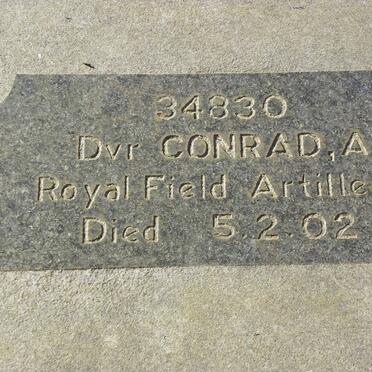 34830
Dvr CONRAD, A
Royal Field Artille
Died 5.2.02